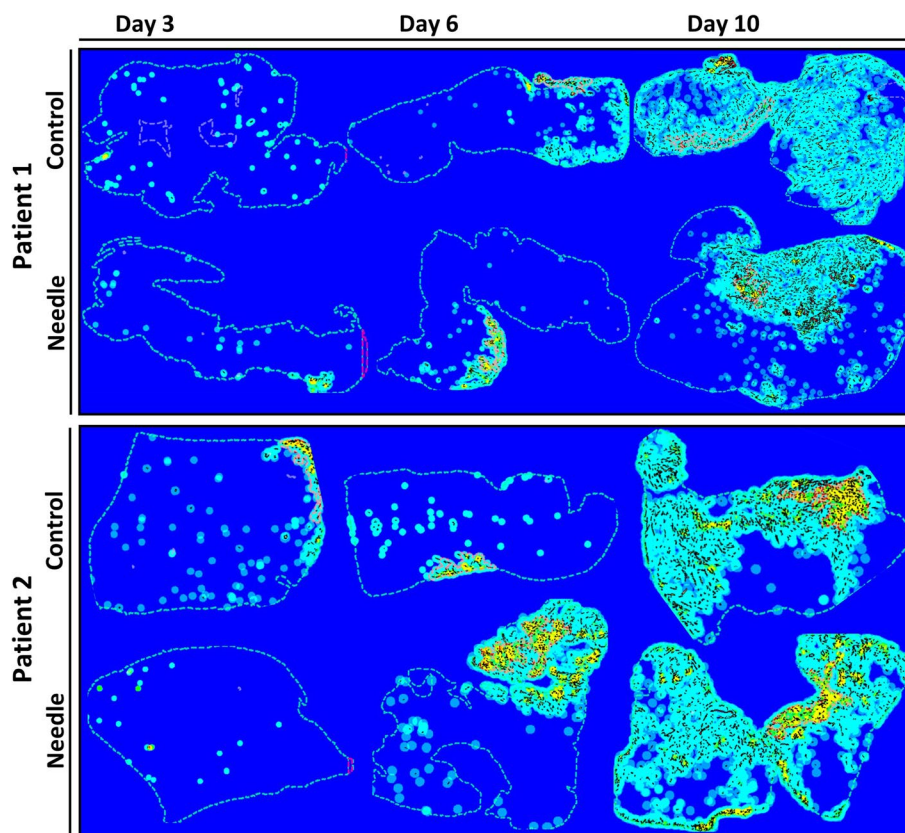 Day 3 Day 6 Day 10
Patient 1
Control
Needle
Patient 2
Control
Needle